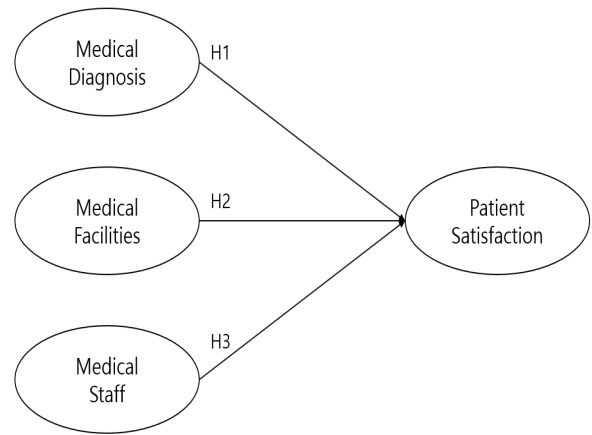 Medical
Diagnosis
H1
Medical
Facilities
H2
Patient
Satisfaction
Medical
Staff
H3